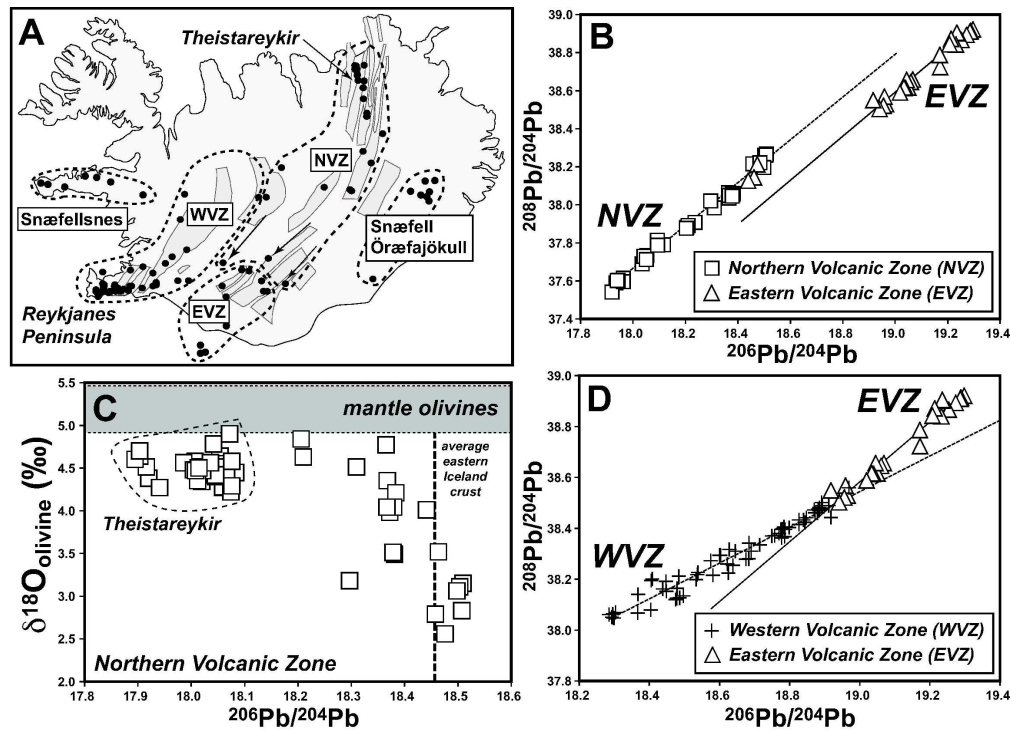 A
Theistareykir
NVZ
WVZ
Snæfellsnes
Snæfell
Öræfajökull
EVZ
Reykjanes
Peninsula
B
39.0
38.8
38.6
38.4
38.2
38.0
37.8
37.6
37.4
208Pb/204Pb
EVZ
NVZ
Northern Volcanic Zone (NVZ)
Eastern Volcanic Zone (EVZ)
17.8
18.0
18.2
18.4
18.6
18.8
19.0
19.2
19.4
206Pb/204Pb
C
5.5
5.0
4.5
4.0
3.5
3.0
2.5
2.0
δ18Oolivine (‰)
mantle olivines
average
eastern
Iceland
crust
Theistareykir
Northern Volcanic Zone
17.8
17.9
18.0
18.1
18.2
18.3
18.4
18.5
18.6
206Pb/204Pb
D
39.0
38.8
38.6
38.4
38.2
38.0
37.8
208Pb/204Pb
EVZ
WVZ
Western Volcanic Zone (WVZ)
Eastern Volcanic Zone (EVZ)
18.2
18.4
18.6
18.8
19.0
19.2
19.4
206Pb/204Pb